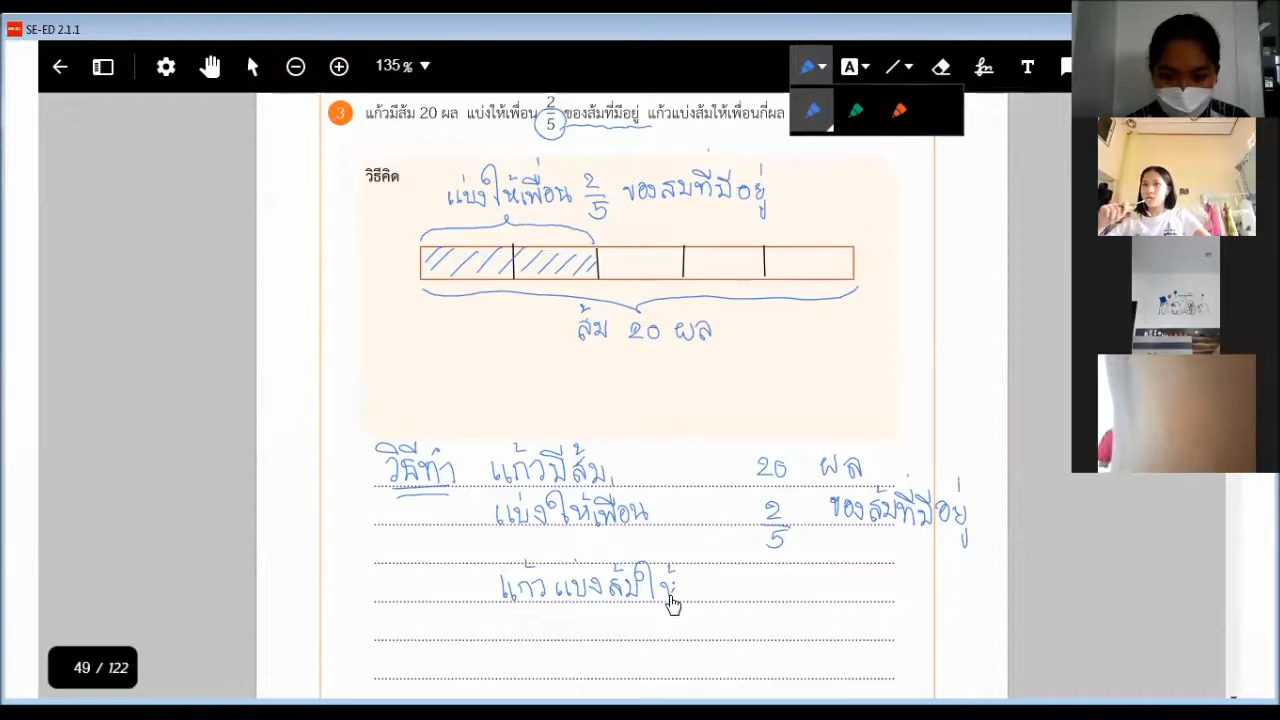 SE-ED 2.1.1
135 %
A
T
3 แก้วมีส้ม 20 ผล แบ่งให้เพื่อน 2/5 ของส้มที่มีอยู่ แก้วแบ่งส้มให้เพื่อนกี่ผล
วิธีคิด
แบ่งให้เพื่อน 2/5 ของสมที่มีอยู่
ส้ม 20 ผล
วิธีทำ แก้วมีส้ม 20 ผล
แบ่งให้เพื่อน 2/5 ของส้มที่มีอยู่
แก้วแบ่งส้มให้
49 / 122